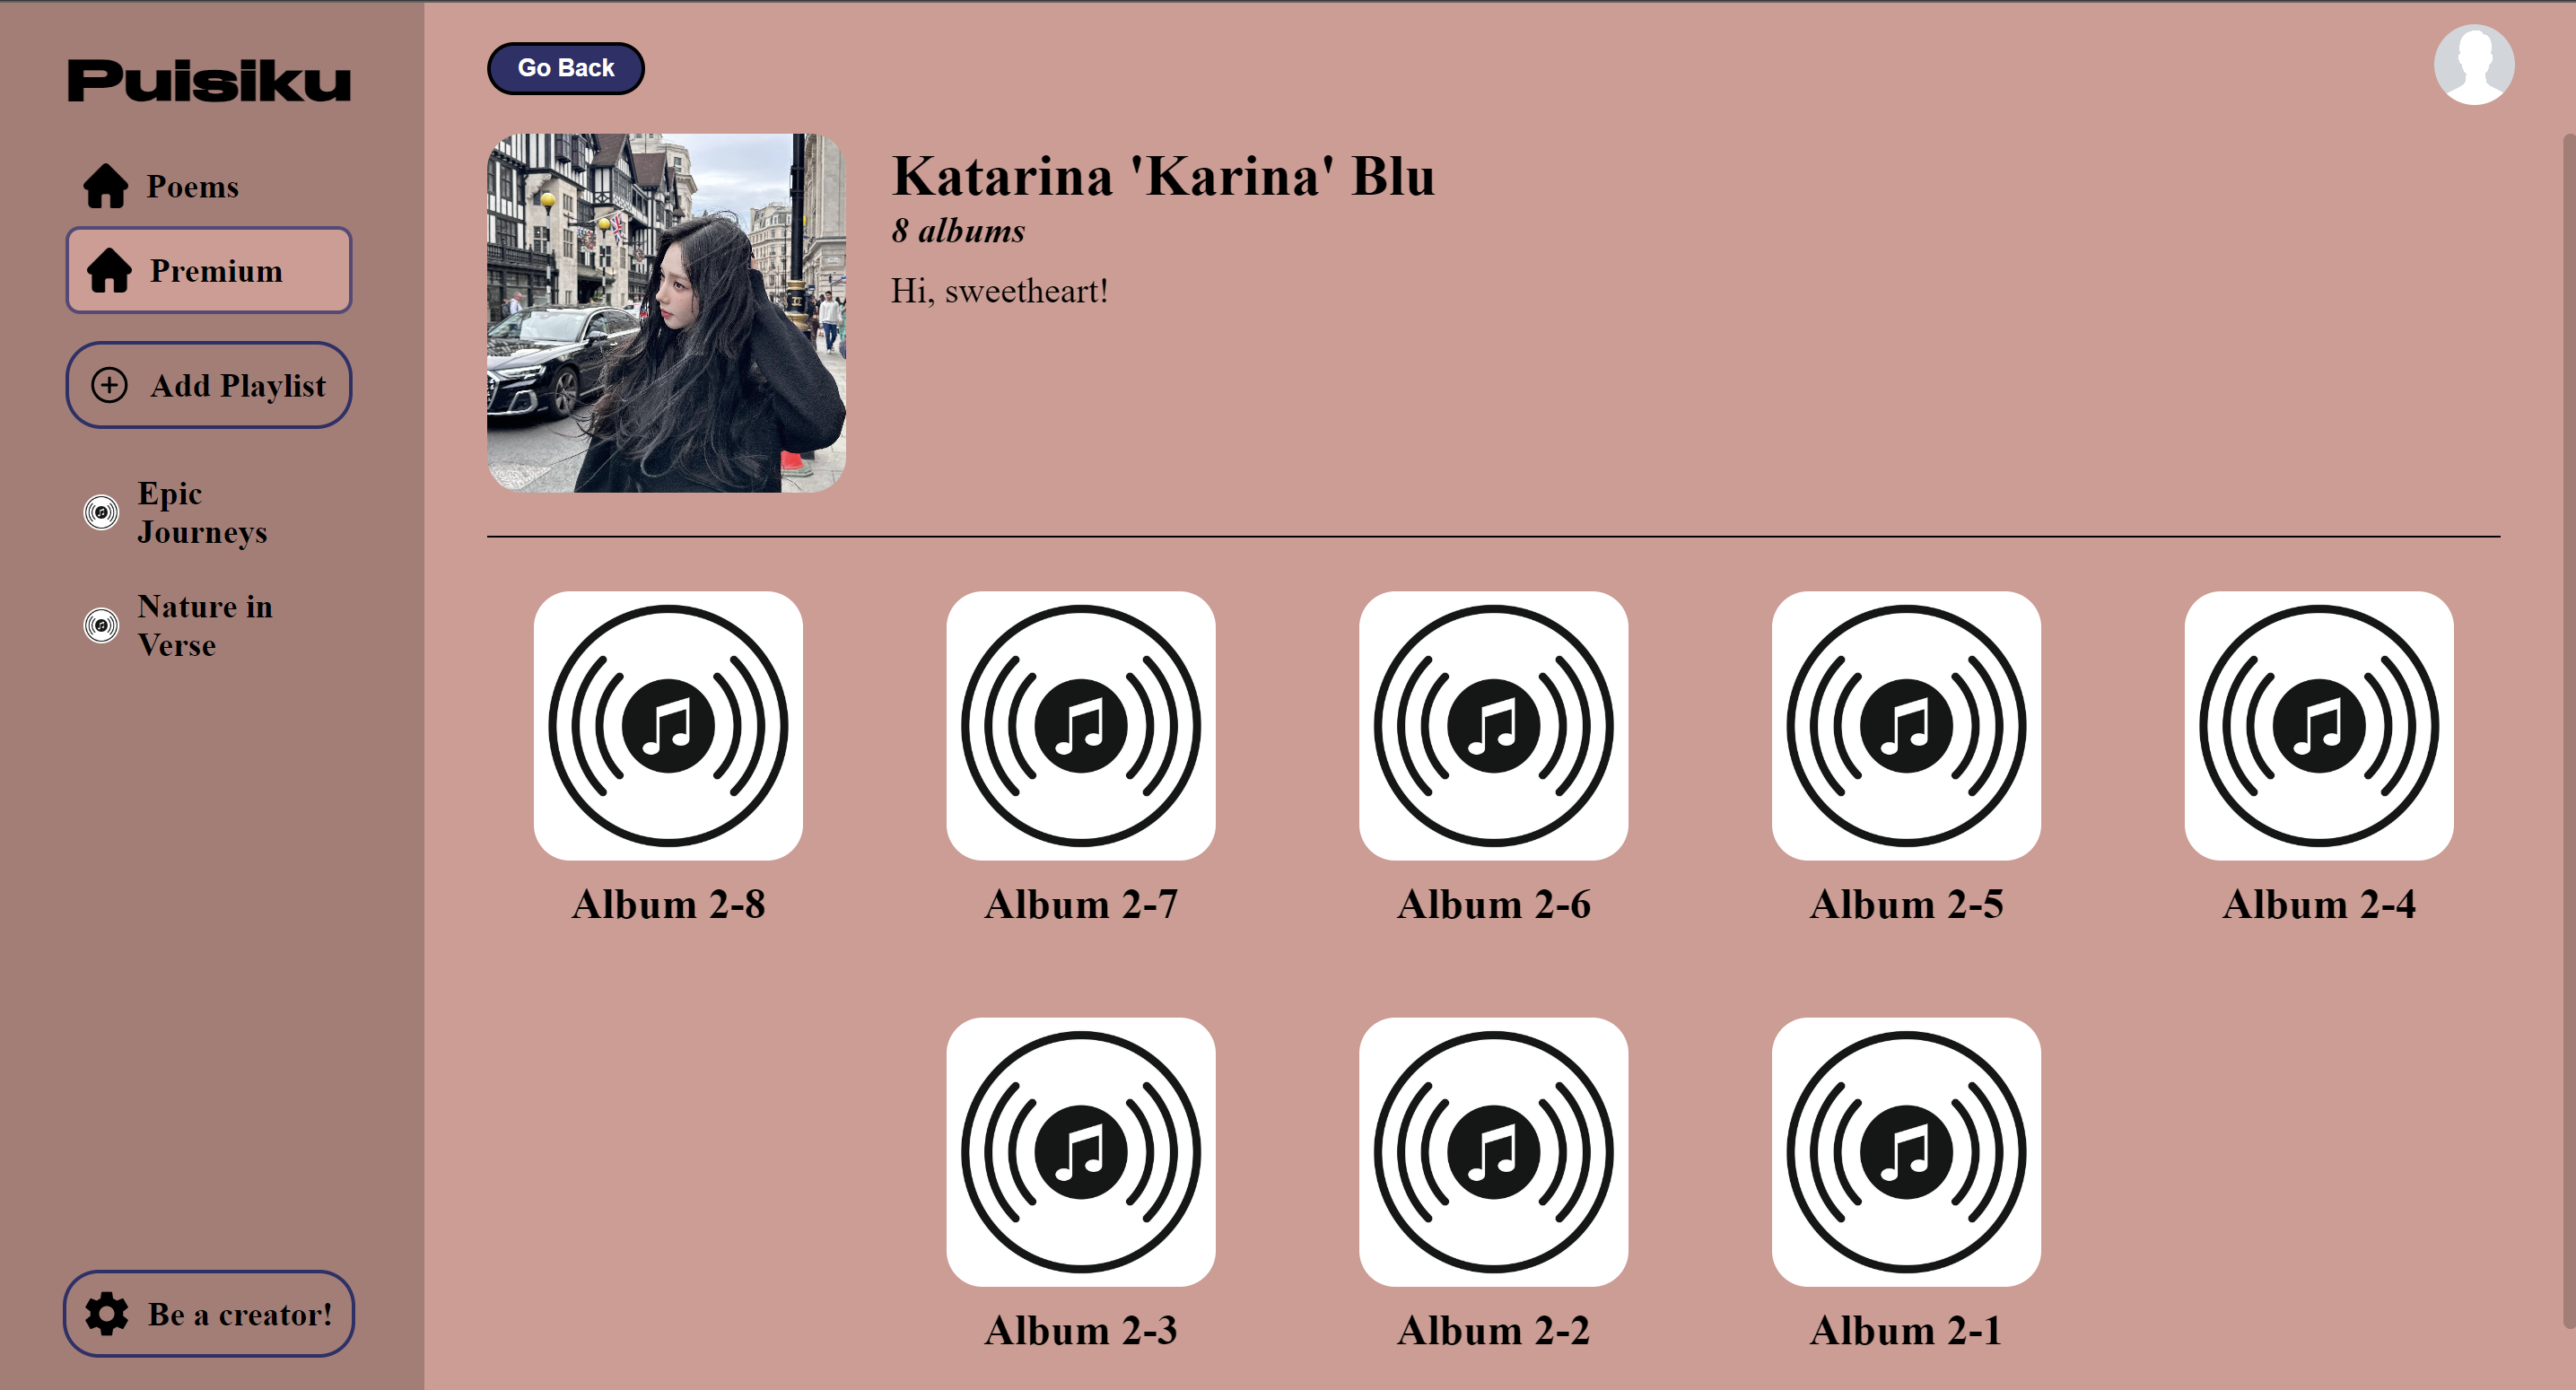 Puisiku
Poems
Premium
Add Playlist
Epic
Journeys
Nature in
Verse
Be a creator!
Go Back
Katarina 'Karina' Blu
8 albums
Hi, sweetheart!
Album 2-8
Album 2-7
Album 2-6
Album 2-5
Album 2-4
Album 2-3
Album 2-2
Album 2-1